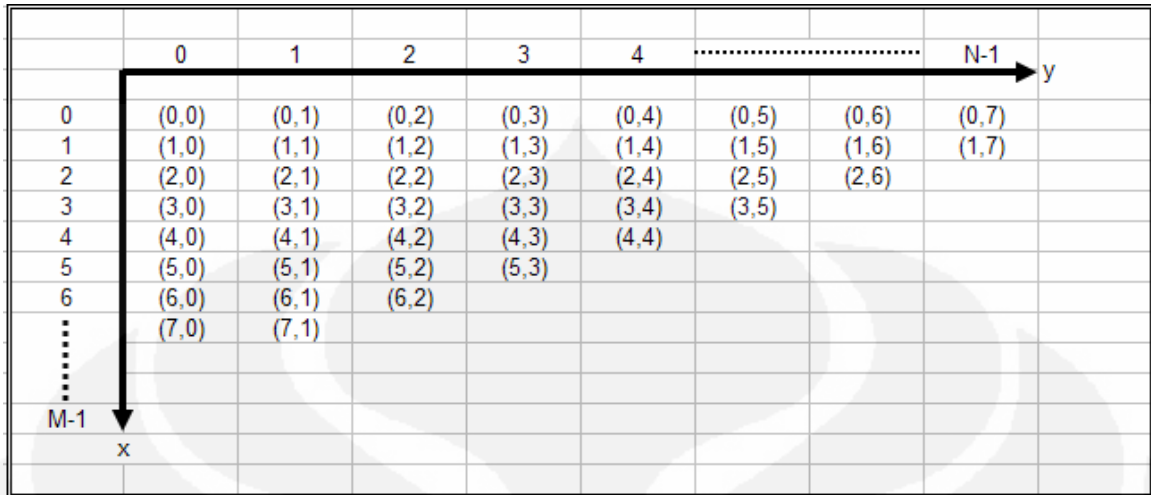 0 1 2 3 4 ........................ N-1
y
0 (0,0) (0,1) (0,2) (0,3) (0,4) (0,5) (0,6) (0,7)
1 (1,0) (1,1) (1,2) (1,3) (1,4) (1,5) (1,6) (1,7)
2 (2,0) (2,1) (2,2) (2,3) (2,4) (2,5) (2,6)
3 (3,0) (3,1) (3,2) (3,3) (3,4) (3,5)
4 (4,0) (4,1) (4,2) (4,3) (4,4)
5 (5,0) (5,1) (5,2) (5,3)
6 (6,0) (6,1) (6,2)
(7,0) (7,1)
M-1
x